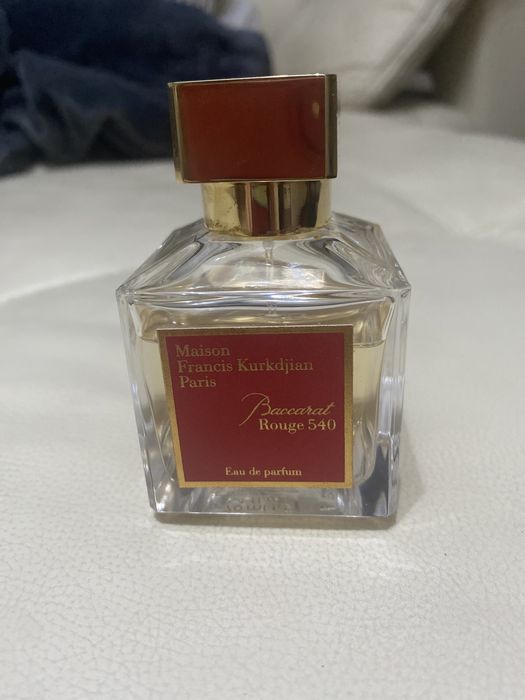 Maison
Francis Kurkdjian
Paris
Baccarat
Rouge 540
Eau de parfum